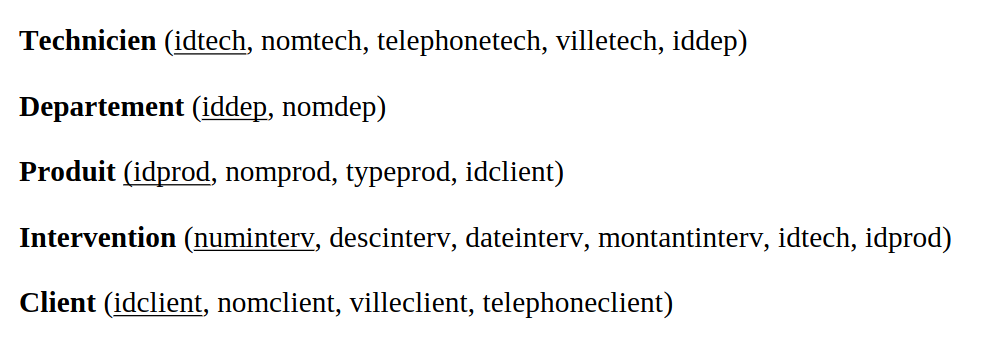 Technicien (idtech, nomtech, telephonetech, villetech, iddep)
Departement (iddep, nomdep)
Produit (idprod, nomprod, typeprod, idclient)
Intervention (numinterv, descinterv, dateinterv, montantinterv, idtech, idprod)
Client (idclient, nomclient, villeclient, telephoneclient)